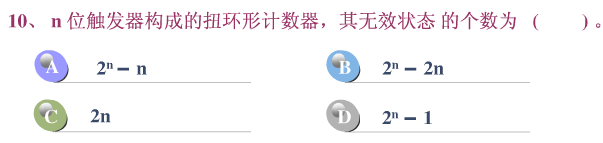 10、 n 位触发器构成的扭环形计数器，其无效状态 的个数为 （ ）。
A 2ⁿ − n
B 2ⁿ − 2n
C 2n
D 2ⁿ − 1